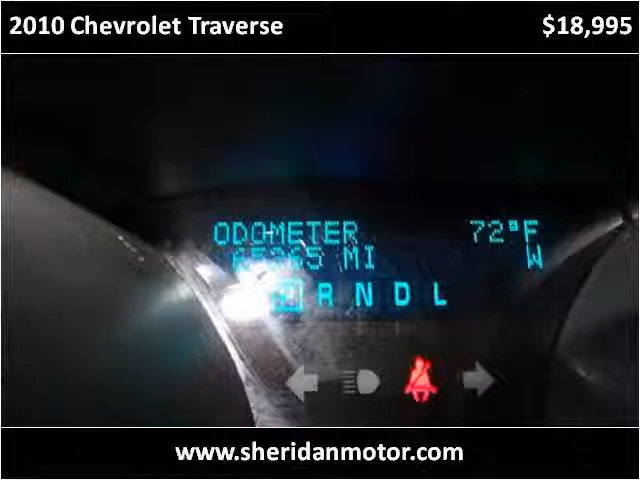 2010 Chevrolet Traverse $18,995
ODOMETER 72°F
MI W
R N D L
www.sheridanmotor.com